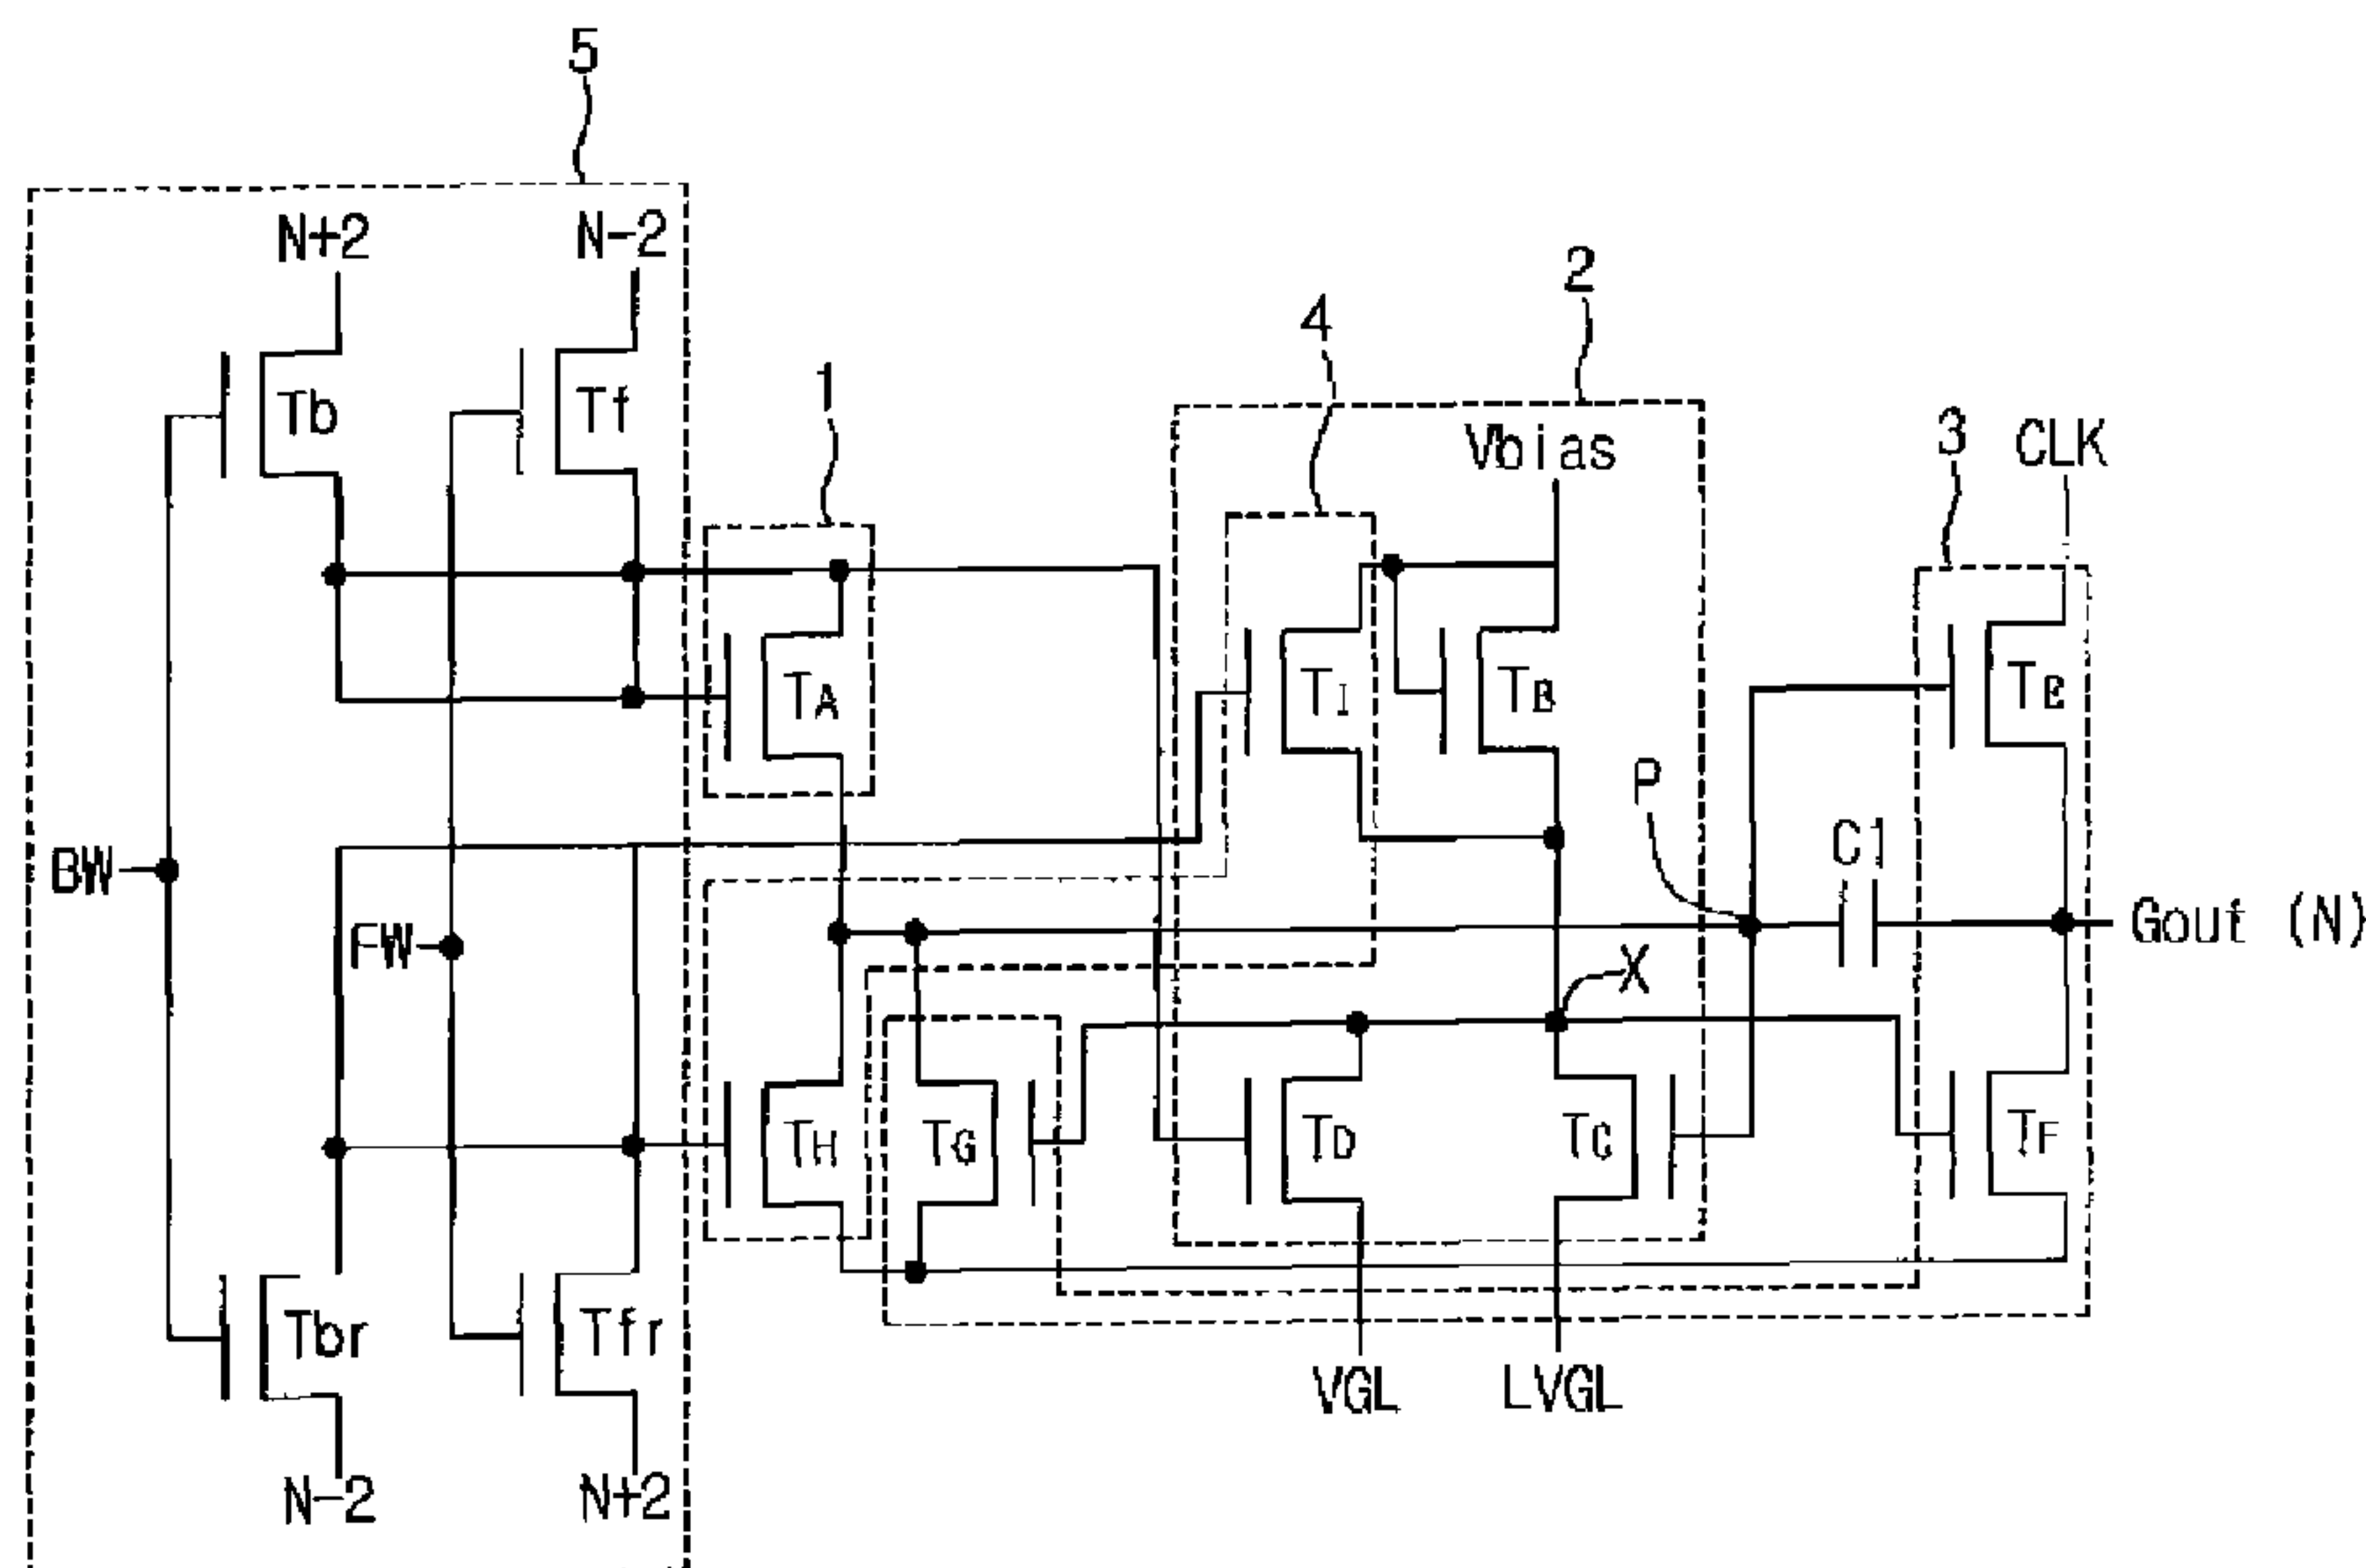 5
N+2
N-2
2
4
1
Vbias
3
CLK
Tb
Tf
TA
TI
TB
TE
P
C1
BW
FW
Gout (N)
X
TH
TG
TD
TC
TF
Tbr
Tfr
VGL
LVGL
N-2
N+2